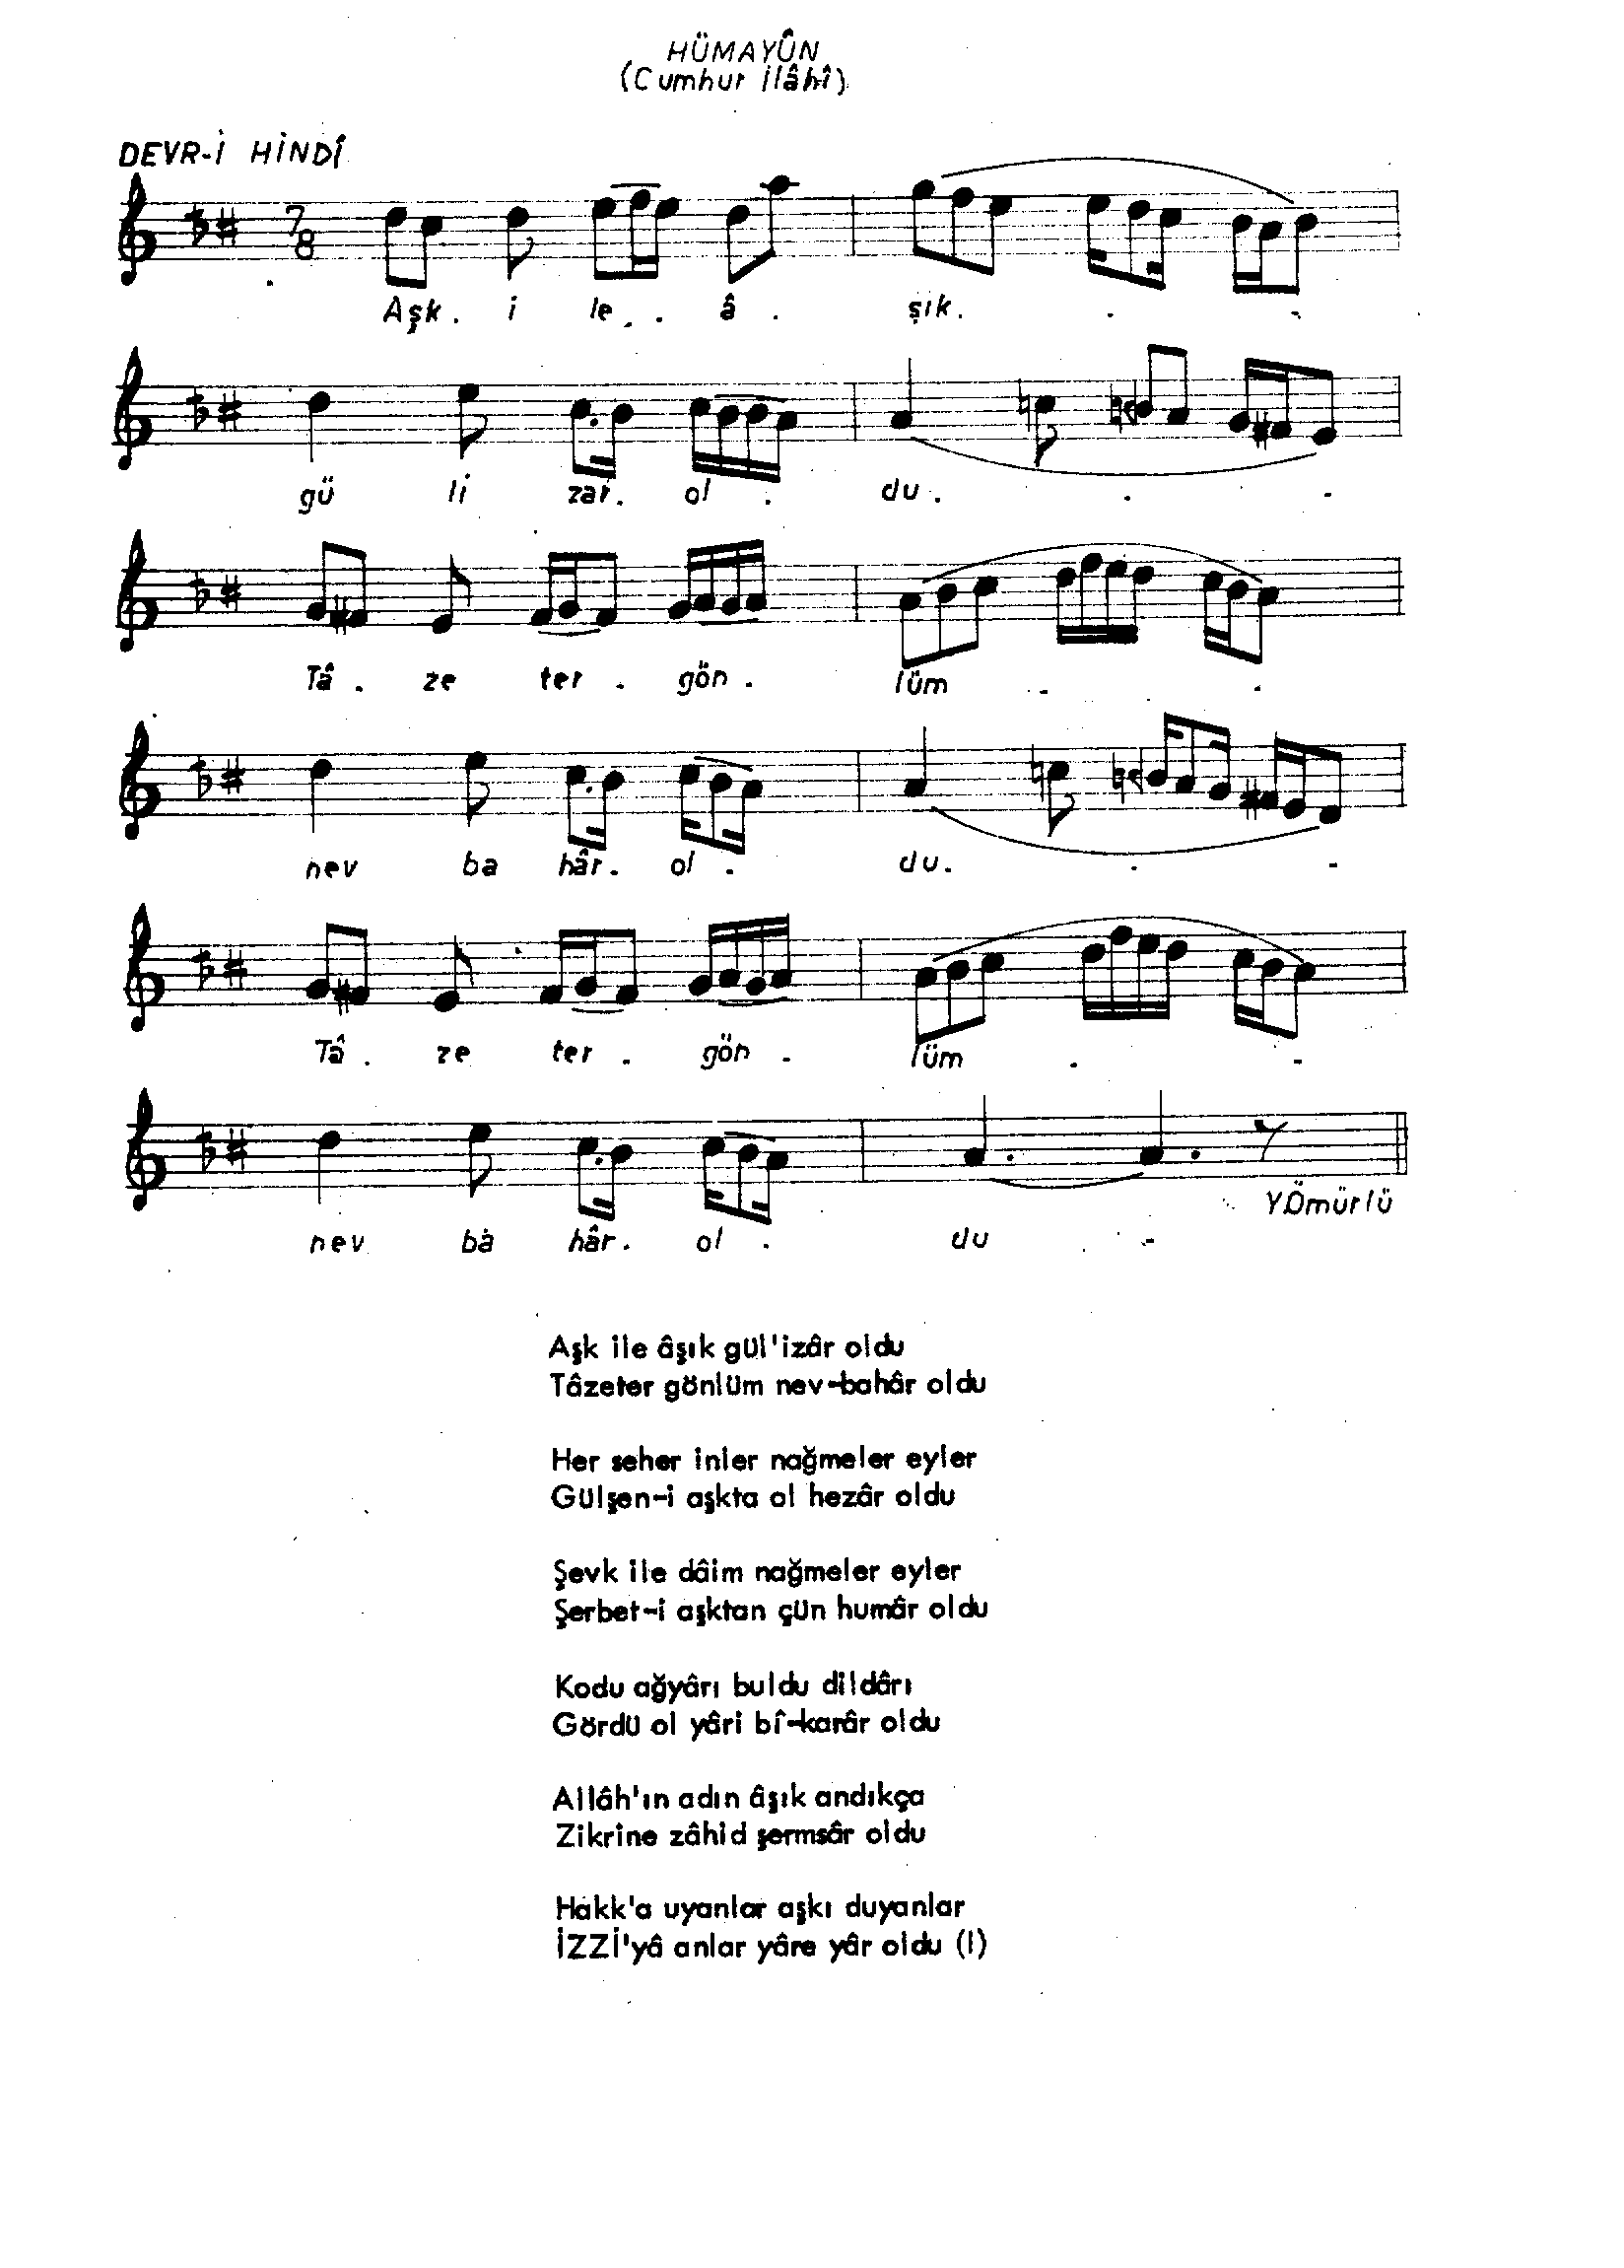 HÜMAYÛN
(Cumhur İlâhî)
DEVR-İ HİNDÎ
7
8
Aşk . i le . . â . şık . . -
gü li zar . ol . du . . -
Tâ . ze ter . gön . lüm . .
nev ba hâr . ol . du . . -
Tâ . ze ter . gön - lüm . -
nev ba hâr . ol . du . -
Y.Ömürlü
Aşk ile âşık gül'izâr oldu
Tâzeter gönlüm nev-bahâr oldu
Her seher inler nağmeler eyler
Gülşen-i aşkta ol hezâr oldu
Şevk ile dâim nağmeler eyler
Şerbet-i aşktan çün humâr oldu
Kodu ağyârı buldu dildârı
Gördü ol yâri bî-karâr oldu
Allâh'ın adın âşık andıkça
Zikrine zâhid şermsâr oldu
Hakk'a uyanlar aşkı duyanlar
İZZİ'yâ anlar yâre yâr oldu (I)